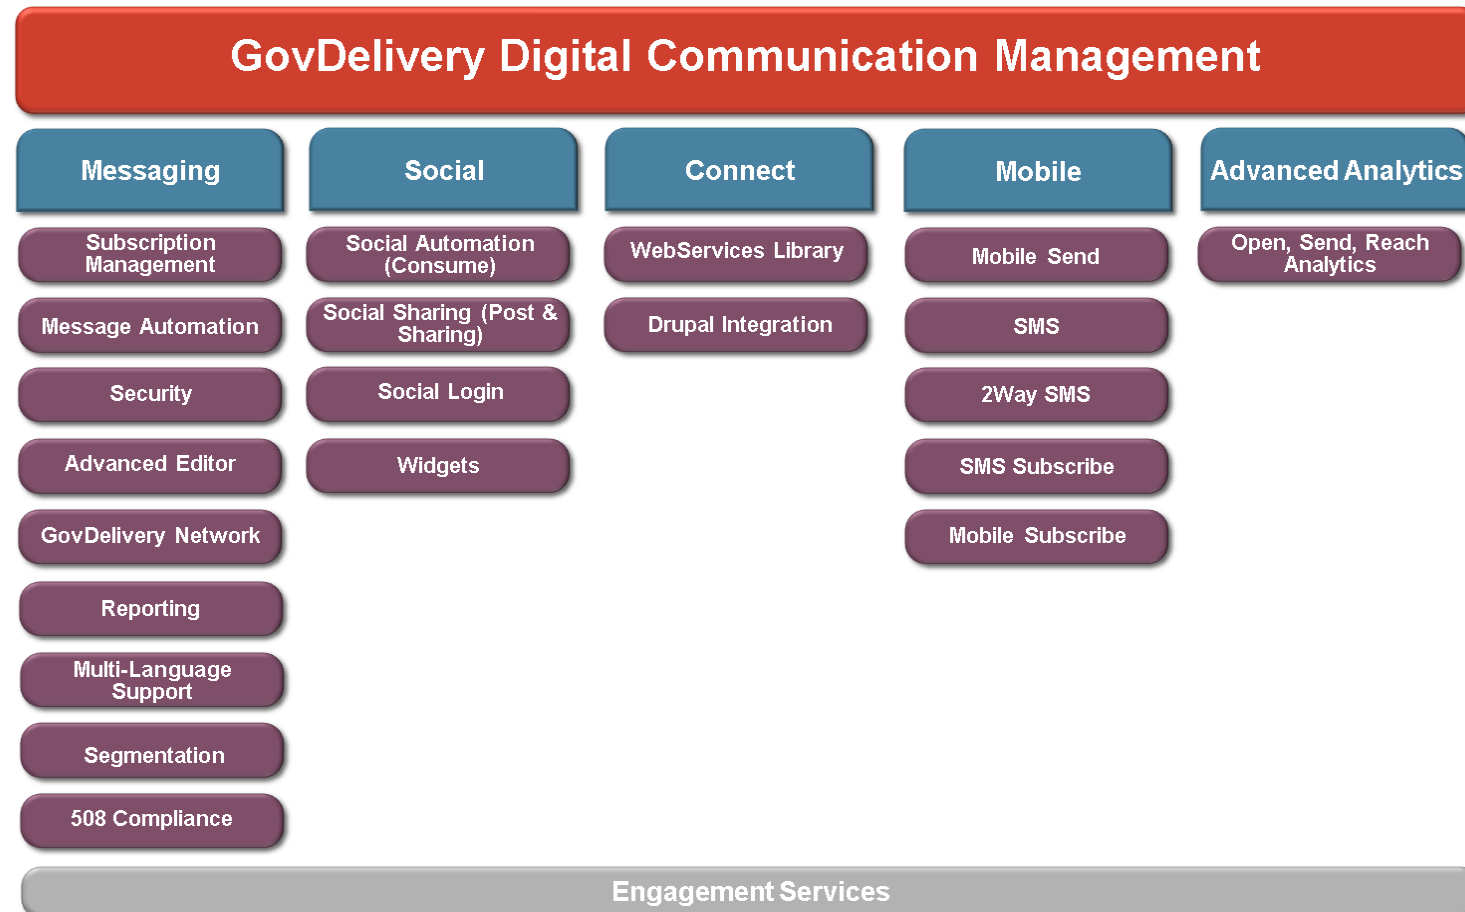 GovDelivery Digital Communication Management
Messaging
Social
Connect
Mobile
Advanced Analytics
Subscription
Management
Message Automation
Security
Advanced Editor
GovDelivery Network
Reporting
Multi-Language
Support
Segmentation
508 Compliance
Social Automation
(Consume)
Social Sharing (Post &
Sharing)
Social Login
Widgets
WebServices Library
Drupal Integration
Mobile Send
SMS
2Way SMS
SMS Subscribe
Mobile Subscribe
Open, Send, Reach
Analytics
Engagement Services